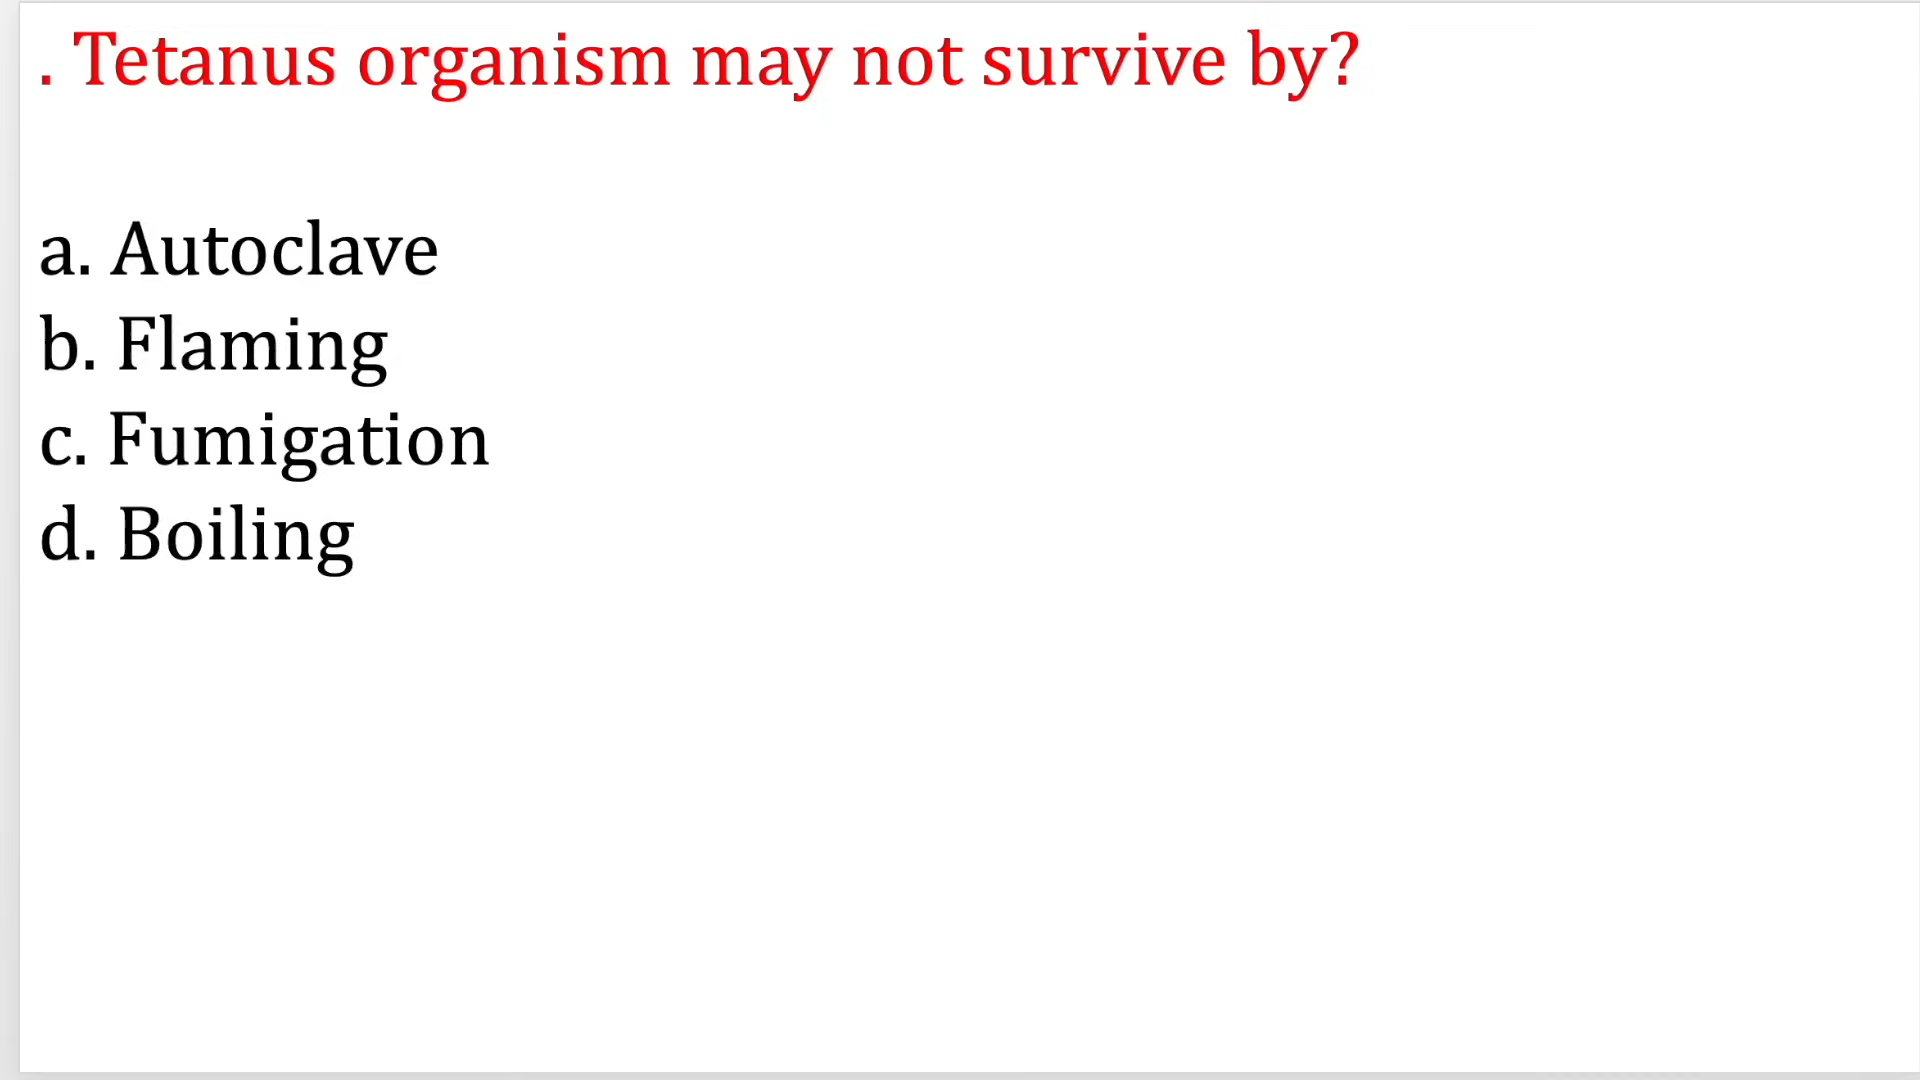 . Tetanus organism may not survive by?
a. Autoclave
b. Flaming
c. Fumigation
d. Boiling